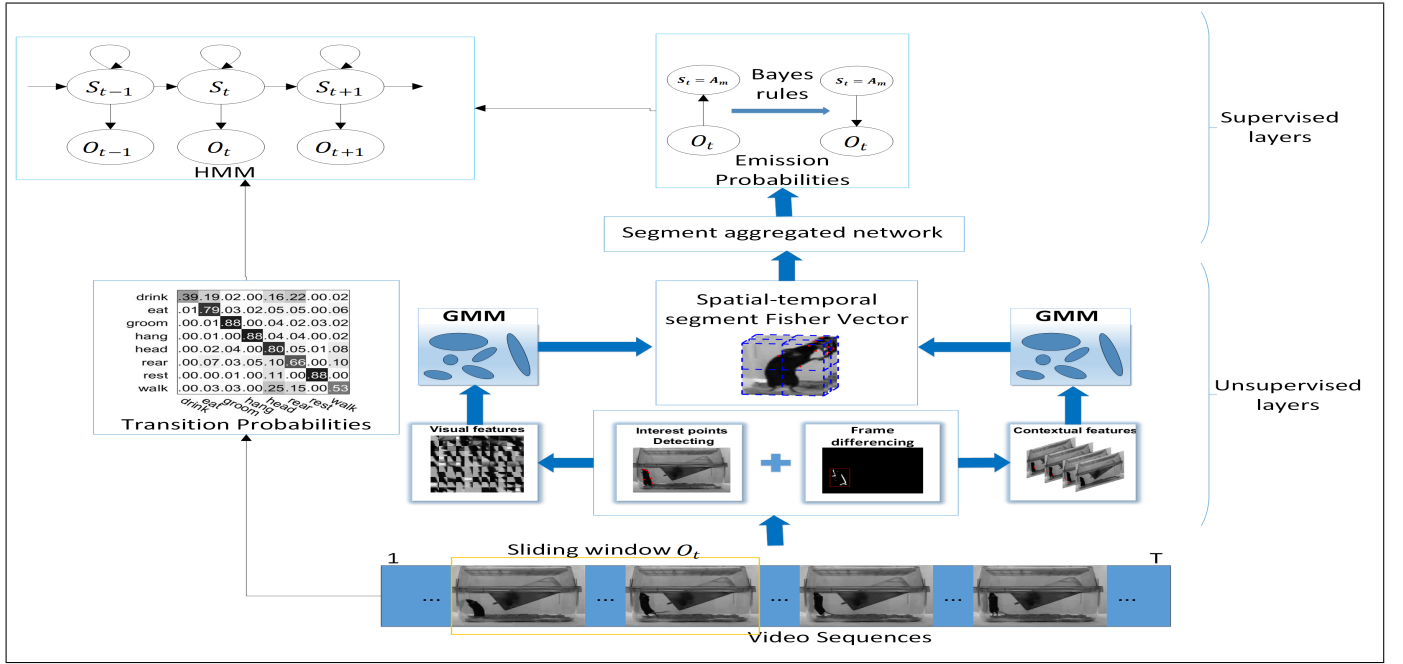 S_{t-1} S_t S_{t+1}
O_{t-1} O_t O_{t+1}
HMM
S_t = A_m
Bayes
rules
S_t = A_m
O_t
O_t
Emission
Probabilities
Supervised
layers
Segment aggregated network
drink .39 .19 .02 .00 .16 .22 .00 .02
eat .01 .79 .03 .02 .05 .05 .00 .06
groom .00 .01 .88 .00 .04 .02 .03 .02
hang .00 .01 .00 .88 .04 .04 .00 .02
head .00 .02 .04 .00 .80 .05 .01 .08
rear .00 .07 .03 .05 .10 .66 .00 .10
rest .00 .00 .01 .00 .11 .00 .88 .00
walk .00 .03 .03 .00 .25 .15 .00 .53
drink eat groom hang head rear rest walk
Transition Probabilities
GMM
Spatial-temporal
segment Fisher Vector
GMM
Unsupervised
layers
Visual features
Interest points
Detecting
Frame
differencing
Contextual features
Sliding window O_t
1
T
... ... ... ... ...
Video Sequences